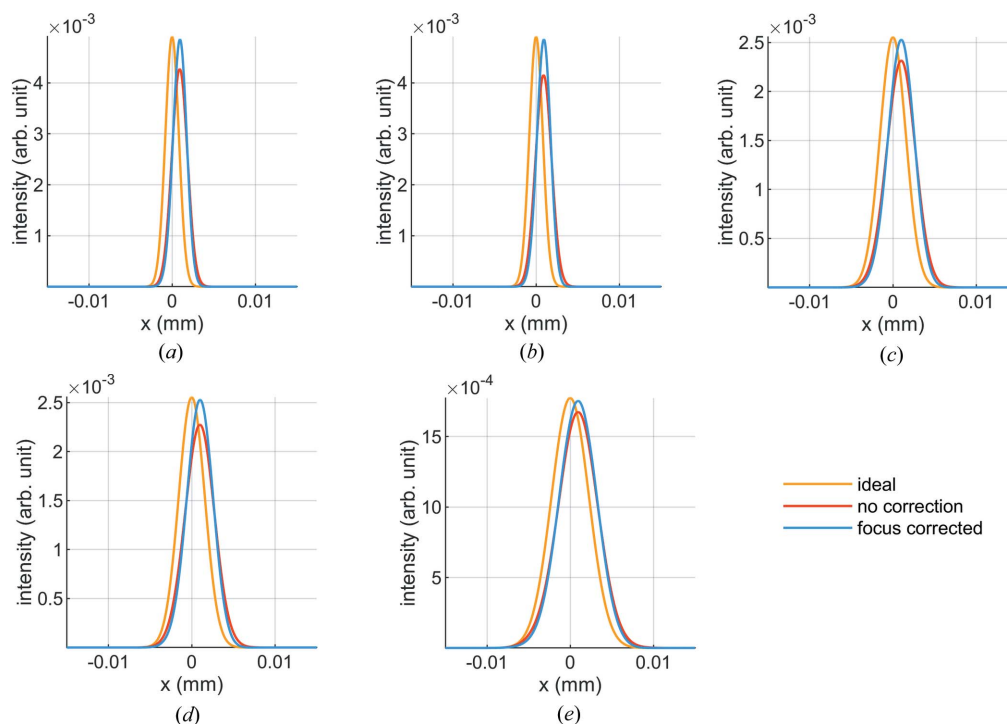 ×10⁻³
intensity (arb. unit)
4
3
2
1
-0.01
0
0.01
x (mm)
(a)
×10⁻³
intensity (arb. unit)
4
3
2
1
-0.01
0
0.01
x (mm)
(b)
×10⁻³
intensity (arb. unit)
2.5
2
1.5
1
0.5
-0.01
0
0.01
x (mm)
(c)
×10⁻³
intensity (arb. unit)
2.5
2
1.5
1
0.5
-0.01
0
0.01
x (mm)
(d)
×10⁻⁴
intensity (arb. unit)
15
10
5
-0.01
0
0.01
x (mm)
(e)
ideal
no correction
focus corrected